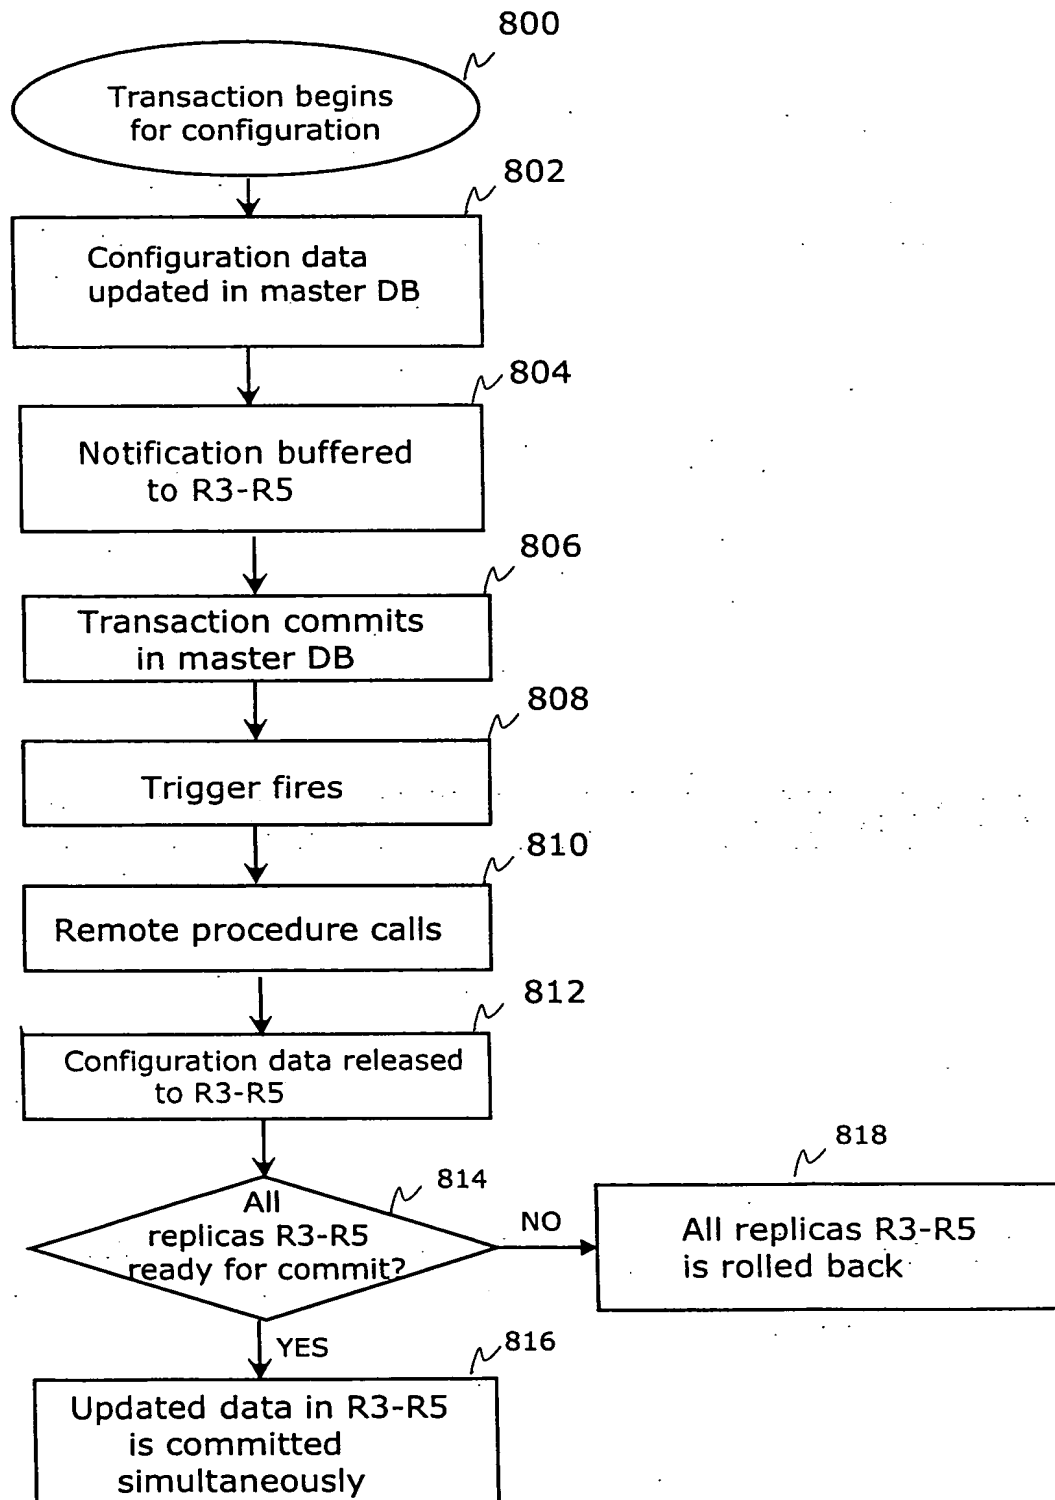 800
Transaction begins
for configuration
802
Configuration data
updated in master DB
804
Notification buffered
to R3-R5
806
Transaction commits
in master DB
808
Trigger fires
810
Remote procedure calls
812
Configuration data released
to R3-R5
814
All
replicas R3-R5
ready for commit?
NO
818
All replicas R3-R5
is rolled back
YES
816
Updated data in R3-R5
is committed
simultaneously